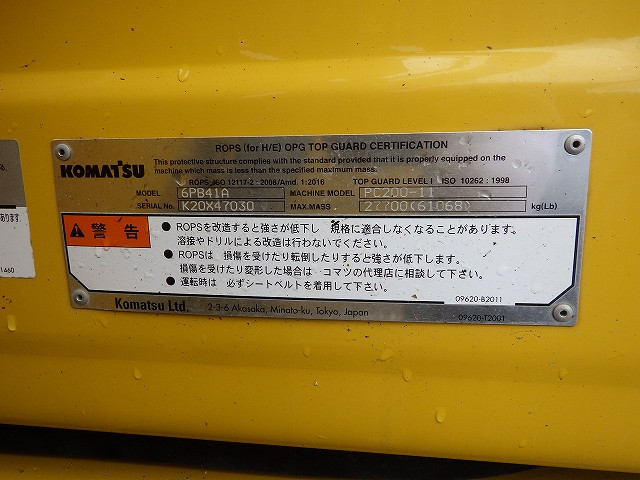 ROPS (for H/E) OPG TOP GUARD CERTIFICATION
KOMATSU
This protective structure complies with the standard provided that it is properly equipped on the
machine which mass is less than the specified maximum mass.
ROPS JISO 12117-2 : 2008/Amd. 1:2016 TOP GUARD LEVEL I ISO 10262 : 1998
MODEL 6PB41A MACHINE MODEL PC200-11
SERIAL No. K20X47030 MAX.MASS 27700(61068) kg(Lb)
警告
● ROPSを改造すると強さが低下し 規格に適合しなくなることがあります。
溶接やドリルによる改造は行わないでください。
● ROPSは 損傷を受けたり転倒したりすると強さが低下します。
損傷を受けたり変形した場合は コマツの代理店に相談して下さい。
● 運転時は 必ずシートベルトを着用して下さい。
09620-B2011
Komatsu Ltd. 2-3-6 Akasaka, Minato-ku, Tokyo, Japan
09620-T2001
あります
1460